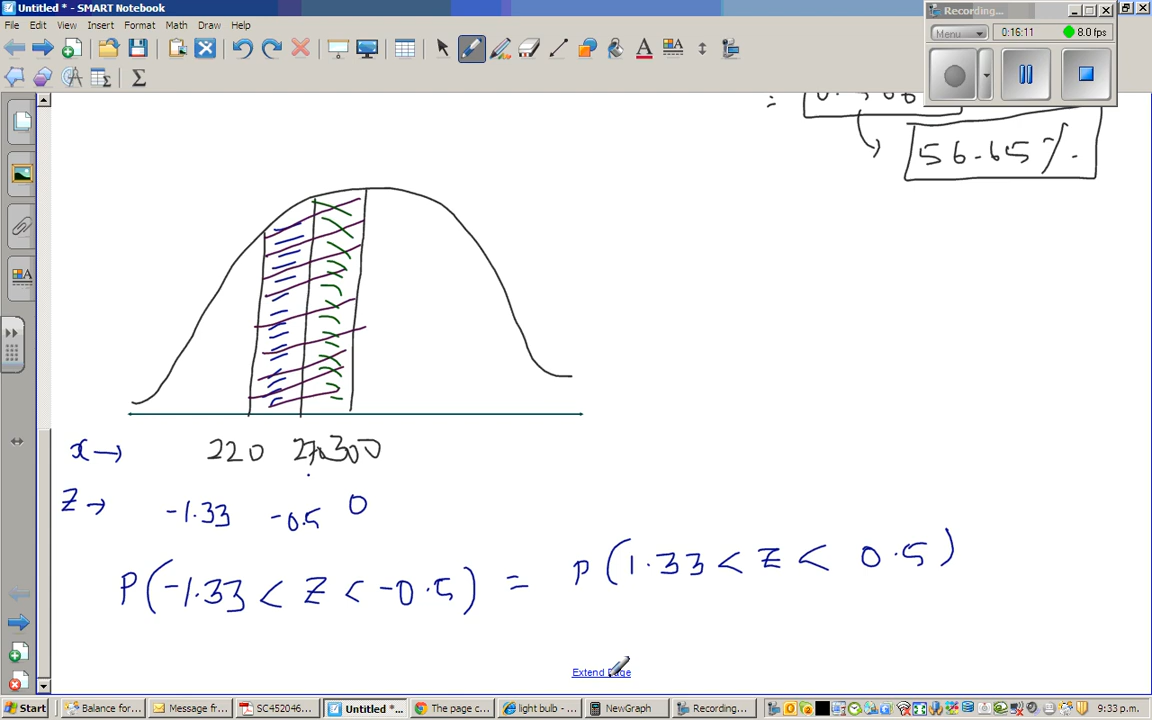 Untitled * - SMART Notebook
File Edit View Insert Format Math Draw Help
Recording...
Menu
0:16:11
8.0 fps
=
56.65%.
x → 220 270 300
Z → -1.33 -0.5 0
P(-1.33 < Z < -0.5) = P(1.33 < Z < 0.5)
Extend Page
Start
Balance for...
Message fr...
SC452046...
Untitled *...
The page c...
light bulb - ...
NewGraph
Recording...
9:33 p.m.